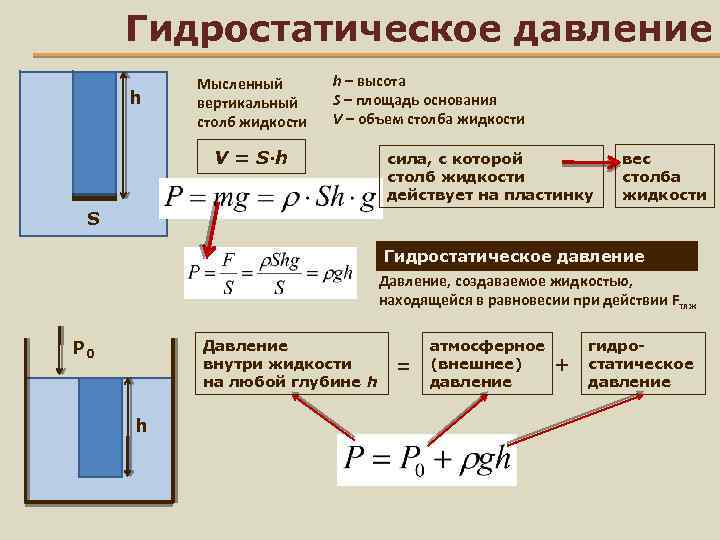 Гидростатическое давление
h
S
Мысленный
вертикальный
столб жидкости
h – высота
S – площадь основания
V – объем столба жидкости
V = S·h
сила, с которой
столб жидкости
действует на пластинку
вес
столба
жидкости
P = mg = ρ · Sh · g
P = F/S = ρShg/S = ρgh
Гидростатическое давление
Давление, создаваемое жидкостью,
находящейся в равновесии при действии Fтяж
P0
h
Давление
внутри жидкости
на любой глубине h
=
атмосферное
(внешнее)
давление
+
гидро-
статическое
давление
P = P0 + ρgh